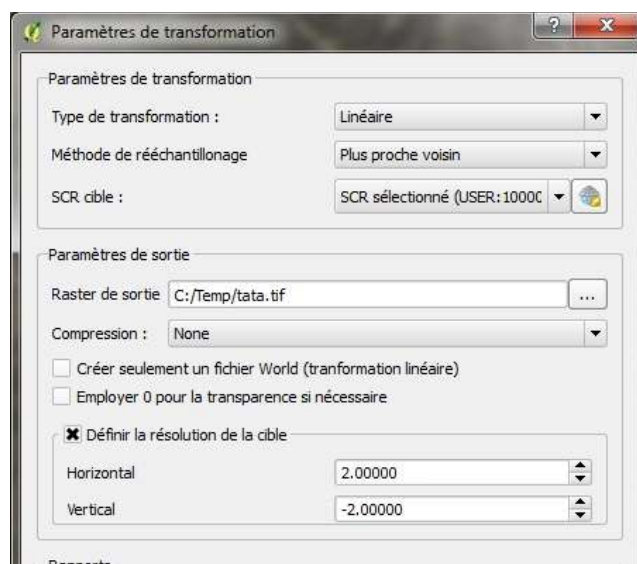 Paramètres de transformation
Paramètres de transformation
Type de transformation : Linéaire
Méthode de rééchantillonage Plus proche voisin
SCR cible : SCR sélectionné (USER:1000
Paramètres de sortie
Raster de sortie C:/Temp/tata.tif ...
Compression : None
Créer seulement un fichier World (tranformation linéaire)
Employer 0 pour la transparence si nécessaire
Définir la résolution de la cible
Horizontal 2.00000
Vertical -2.00000